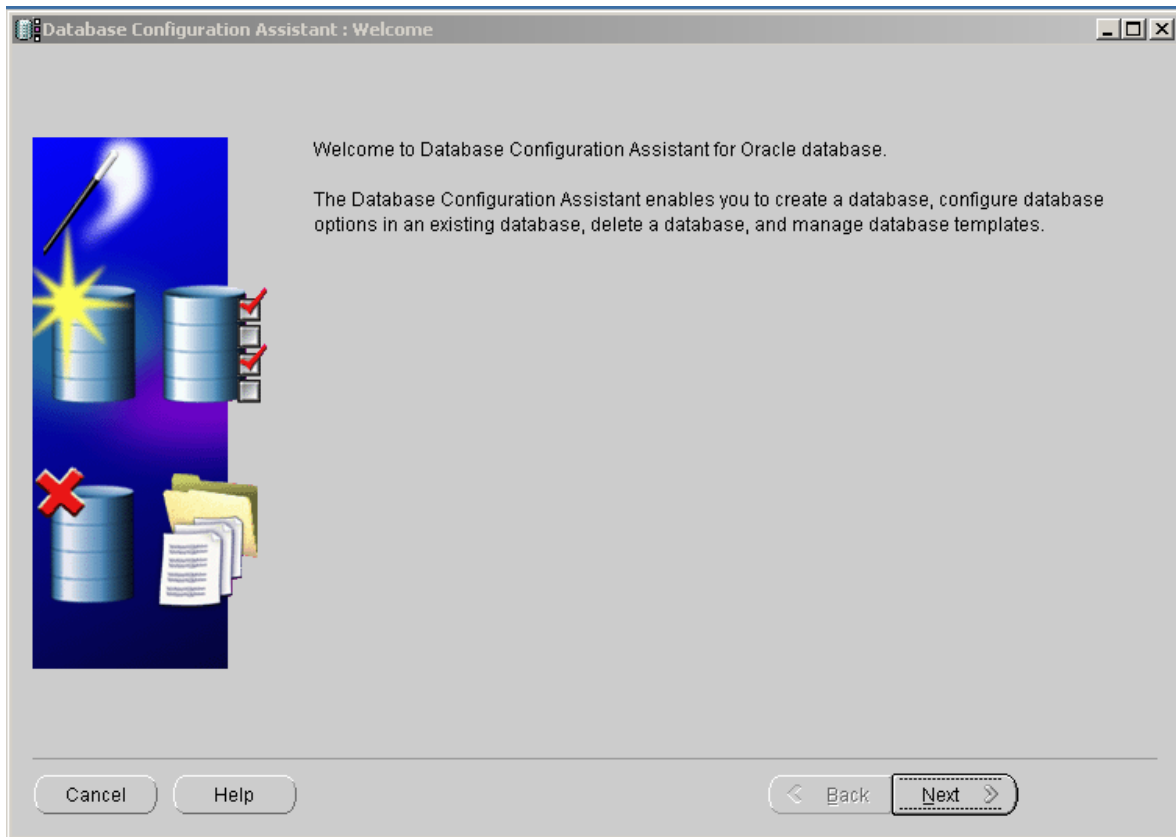 Database Configuration Assistant : Welcome
Welcome to Database Configuration Assistant for Oracle database.
The Database Configuration Assistant enables you to create a database, configure database
options in an existing database, delete a database, and manage database templates.
Cancel
Help
Back
Next